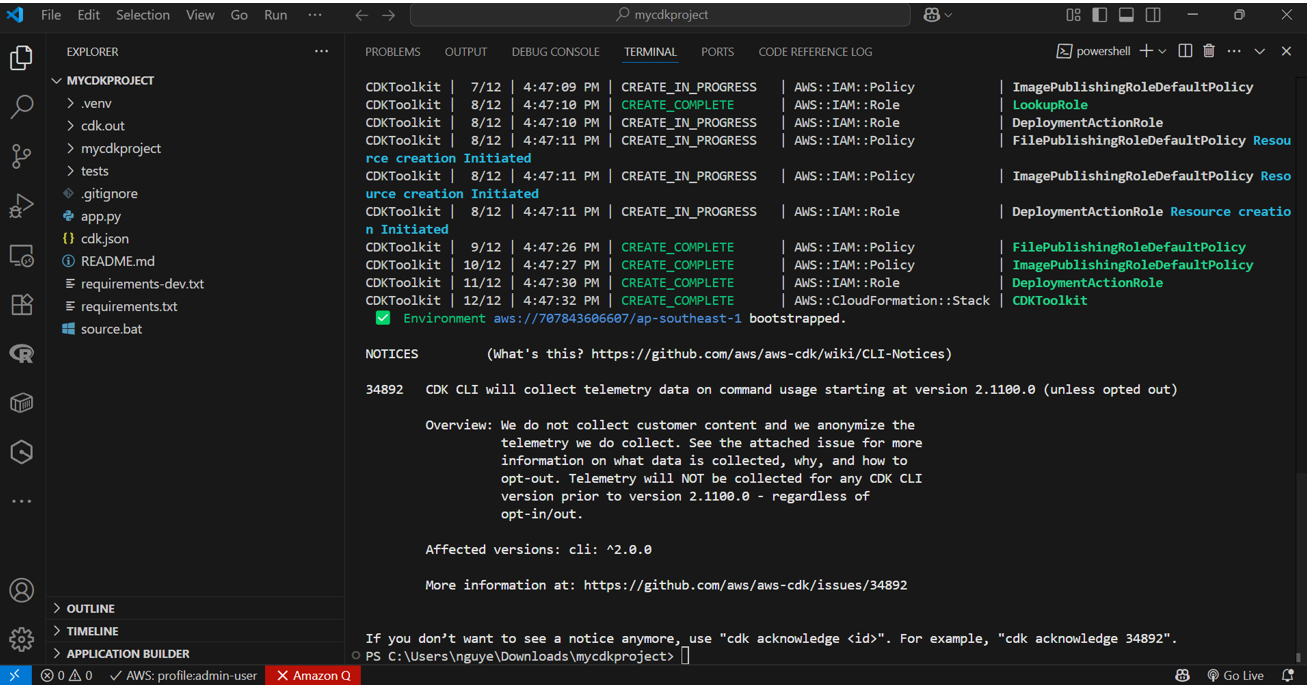 File Edit Selection View Go Run ··· mycdkproject
EXPLORER ···
MYCDKPROJECT
.venv
cdk.out
mycdkproject
tests
.gitignore
app.py
{} cdk.json
README.md
requirements-dev.txt
requirements.txt
source.bat
OUTLINE
TIMELINE
APPLICATION BUILDER
PROBLEMS OUTPUT DEBUG CONSOLE TERMINAL PORTS CODE REFERENCE LOG powershell
CDKToolkit |  7/12 | 4:47:09 PM | CREATE_IN_PROGRESS   | AWS::IAM::Policy           | ImagePublishingRoleDefaultPolicy
CDKToolkit |  8/12 | 4:47:10 PM | CREATE_COMPLETE      | AWS::IAM::Role             | LookupRole
CDKToolkit |  8/12 | 4:47:10 PM | CREATE_IN_PROGRESS   | AWS::IAM::Role             | DeploymentActionRole
CDKToolkit |  8/12 | 4:47:11 PM | CREATE_IN_PROGRESS   | AWS::IAM::Policy           | FilePublishingRoleDefaultPolicy Resou
rce creation Initiated
CDKToolkit |  8/12 | 4:47:11 PM | CREATE_IN_PROGRESS   | AWS::IAM::Policy           | ImagePublishingRoleDefaultPolicy Reso
urce creation Initiated
CDKToolkit |  8/12 | 4:47:11 PM | CREATE_IN_PROGRESS   | AWS::IAM::Role             | DeploymentActionRole Resource creatio
n Initiated
CDKToolkit |  9/12 | 4:47:26 PM | CREATE_COMPLETE      | AWS::IAM::Policy           | FilePublishingRoleDefaultPolicy
CDKToolkit | 10/12 | 4:47:27 PM | CREATE_COMPLETE      | AWS::IAM::Policy           | ImagePublishingRoleDefaultPolicy
CDKToolkit | 11/12 | 4:47:30 PM | CREATE_COMPLETE      | AWS::IAM::Role             | DeploymentActionRole
CDKToolkit | 12/12 | 4:47:32 PM | CREATE_COMPLETE      | AWS::CloudFormation::Stack | CDKToolkit
✅ Environment aws://707843606607/ap-southeast-1 bootstrapped.
NOTICES         (What's this? https://github.com/aws/aws-cdk/wiki/CLI-Notices)
34892   CDK CLI will collect telemetry data on command usage starting at version 2.1100.0 (unless opted out)
Overview: We do not collect customer content and we anonymize the
telemetry we do collect. See the attached issue for more
information on what data is collected, why, and how to
opt-out. Telemetry will NOT be collected for any CDK CLI
version prior to version 2.1100.0 - regardless of
opt-in/out.
Affected versions: cli: ^2.0.0
More information at: https://github.com/aws/aws-cdk/issues/34892
If you don’t want to see a notice anymore, use "cdk acknowledge <id>". For example, "cdk acknowledge 34892".
PS C:\Users\nguye\Downloads\mycdkproject>
0 0 AWS: profile:admin-user Amazon Q Go Live